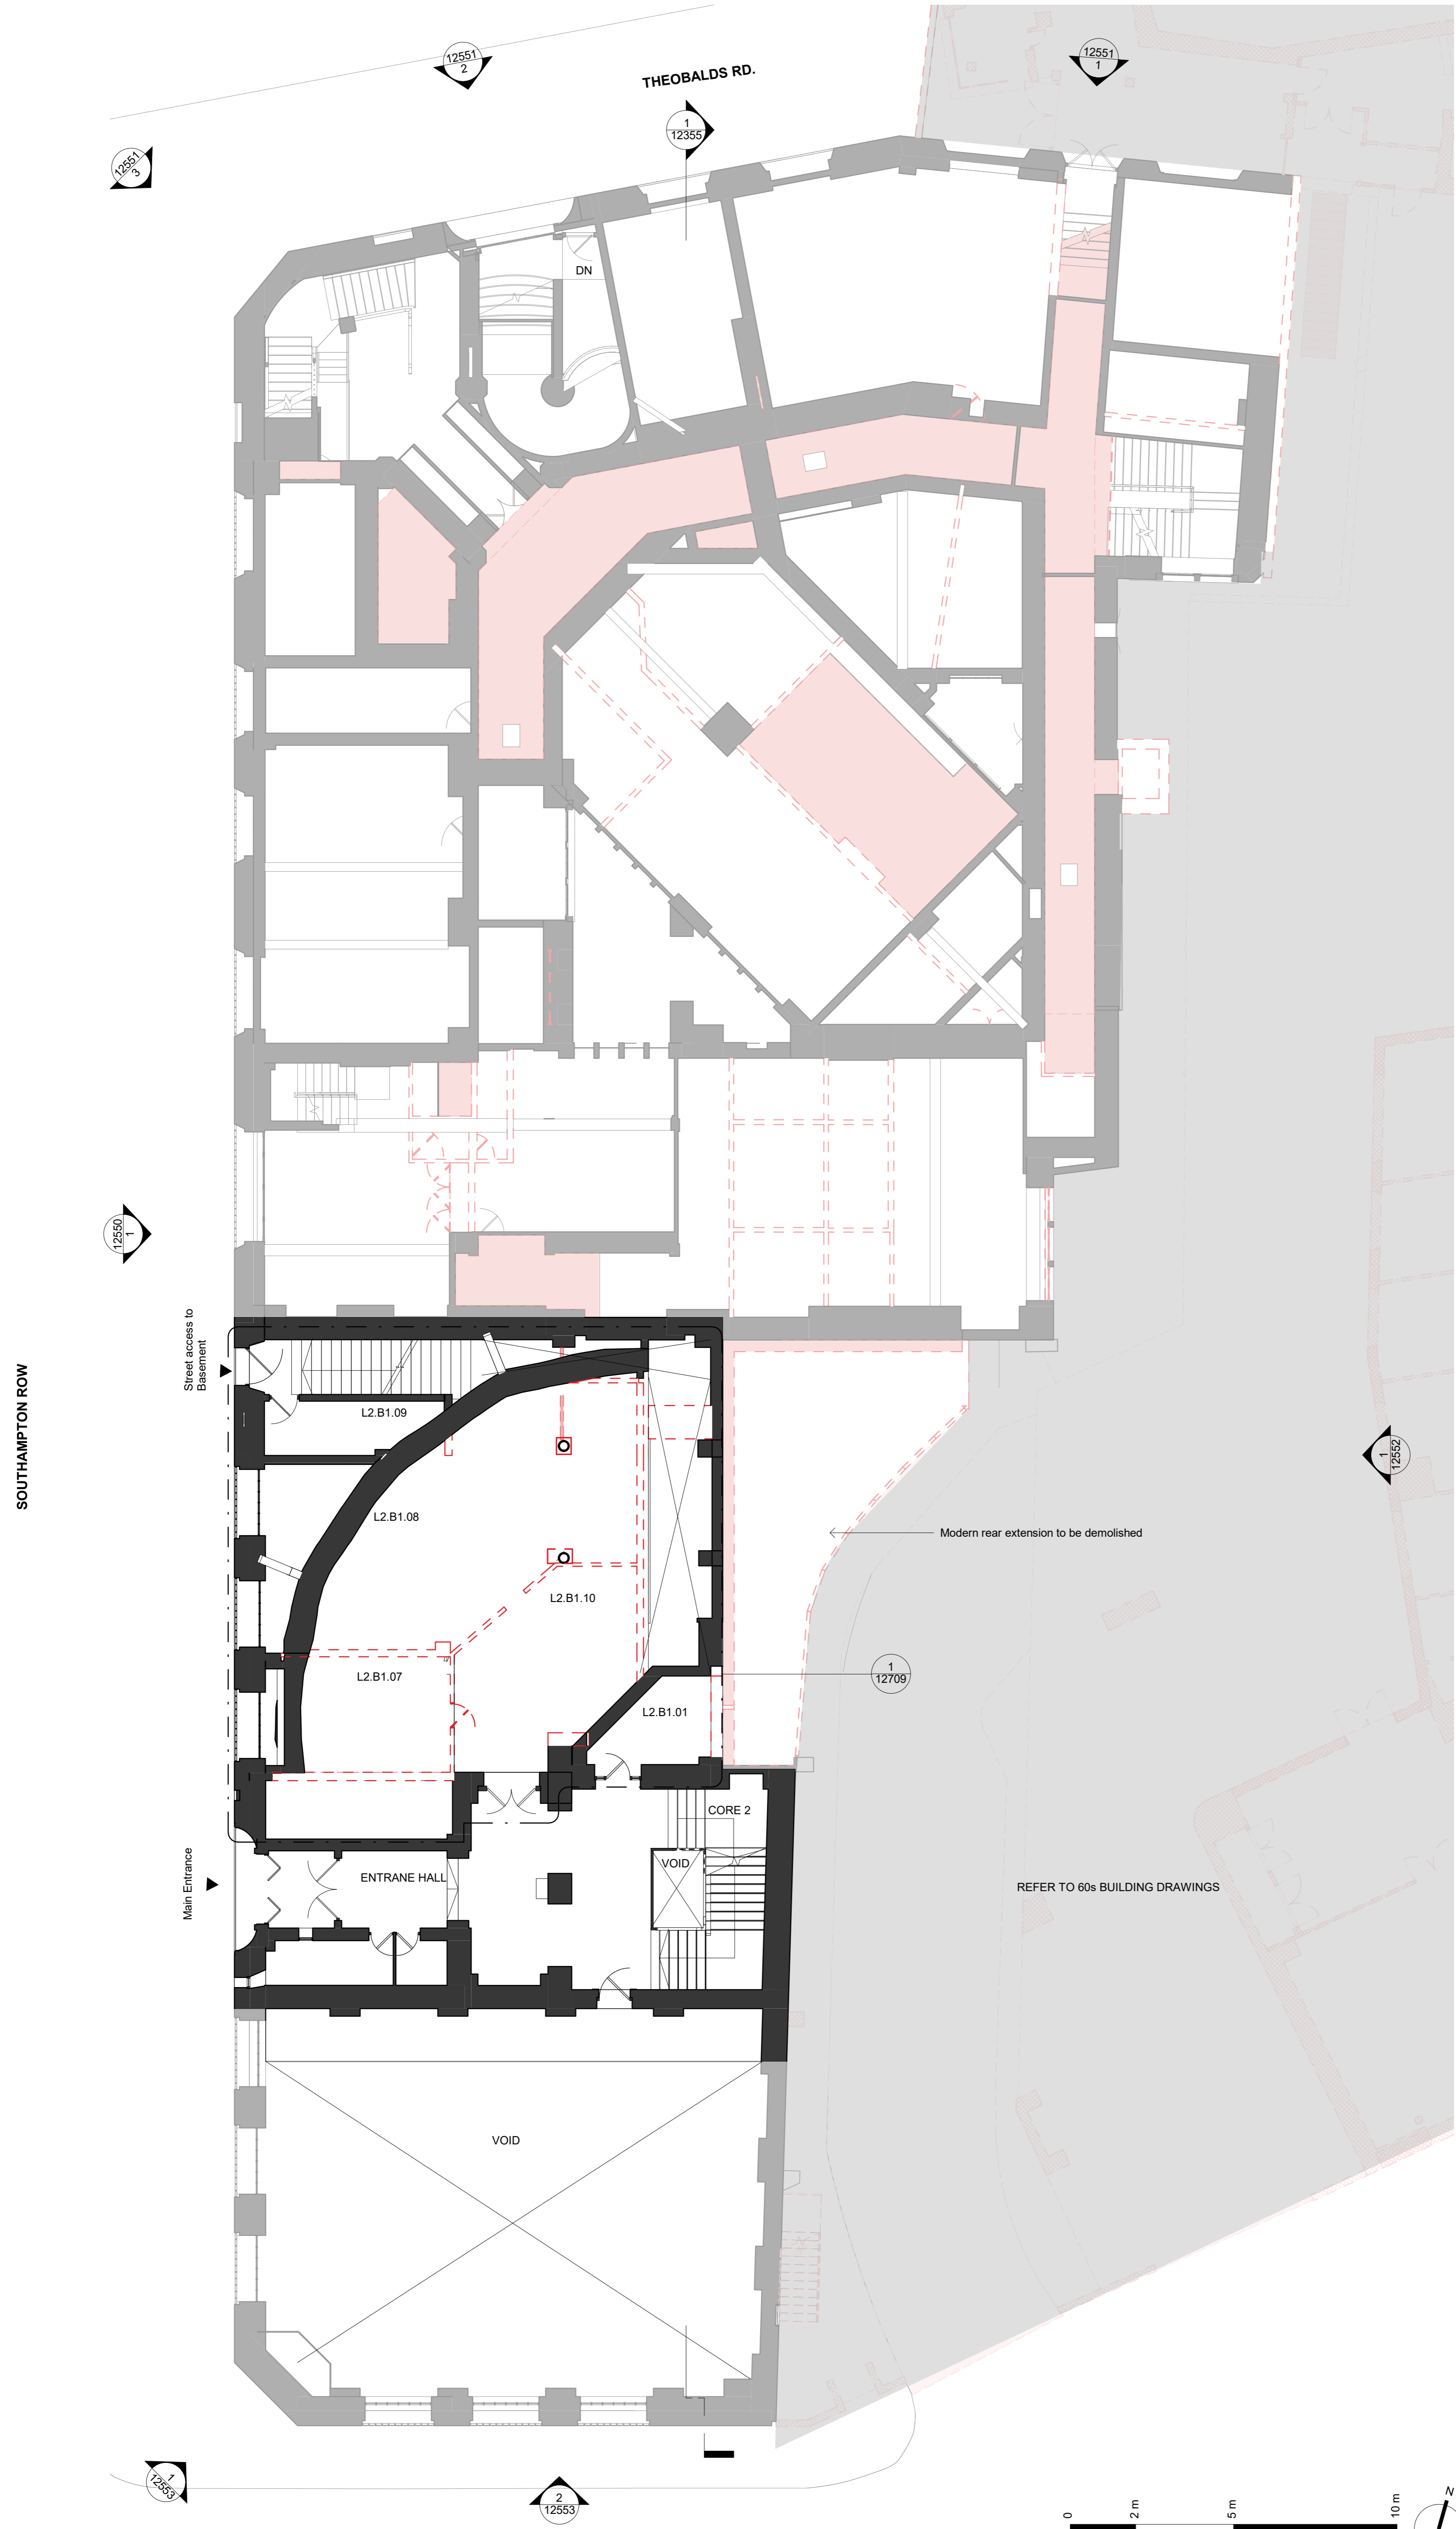 12551
2
12551
1
THEOBALDS RD.
1
12355
12551
3
DN
12550
1
Street access to
Basement
SOUTHAMPTON ROW
L2.B1.09
1
12552
L2.B1.08
Modern rear extension to be demolished
L2.B1.10
L2.B1.07
1
12709
L2.B1.01
CORE 2
Main Entrance
VOID
ENTRANE HALL
REFER TO 60s BUILDING DRAWINGS
VOID
1
12553
2
12553
0
2 m
5 m
10 m
N